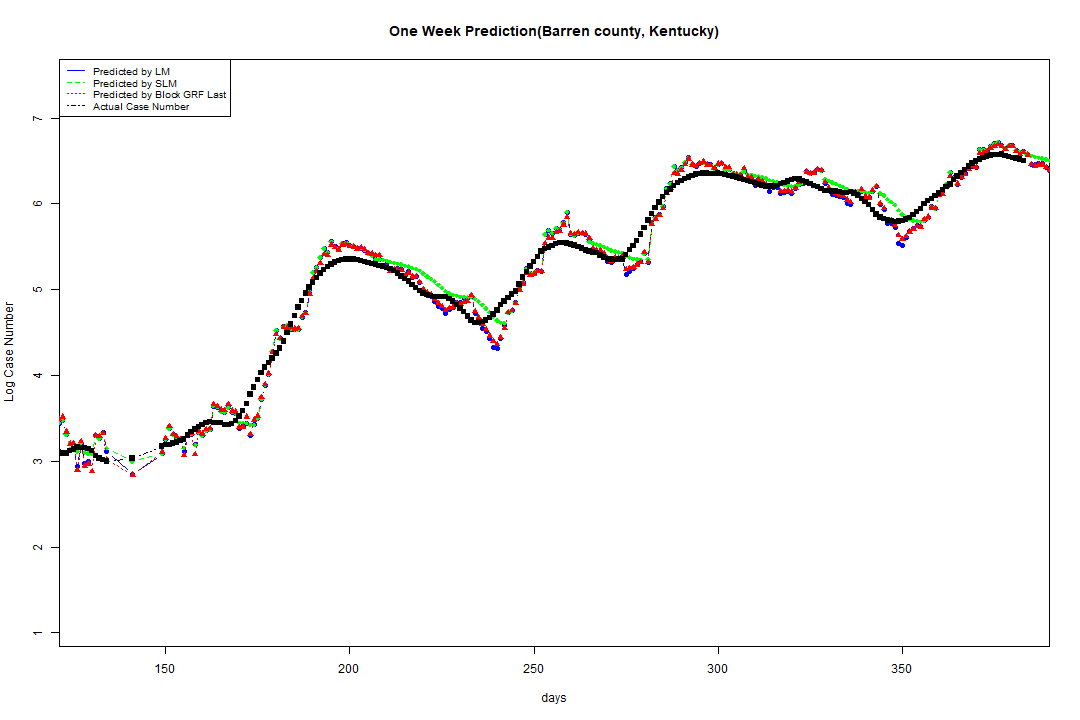 One Week Prediction(Barren county, Kentucky)
Predicted by LM
Predicted by SLM
Predicted by Block GRF Last
Actual Case Number
Log Case Number
7
6
5
4
3
2
1
150 200 250 300 350
days